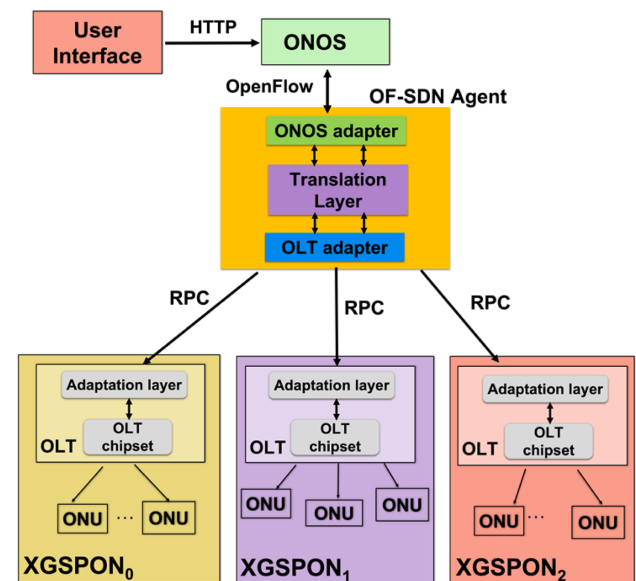 User
Interface
HTTP
ONOS
OpenFlow
OF-SDN Agent
ONOS adapter
Translation
Layer
OLT adapter
RPC
RPC
RPC
Adaptation layer
OLT
chipset
OLT
ONU
...
ONU
XGSPON₀
Adaptation layer
OLT
chipset
OLT
ONU
ONU
ONU
XGSPON₁
Adaptation layer
OLT
chipset
OLT
ONU
...
ONU
XGSPON₂